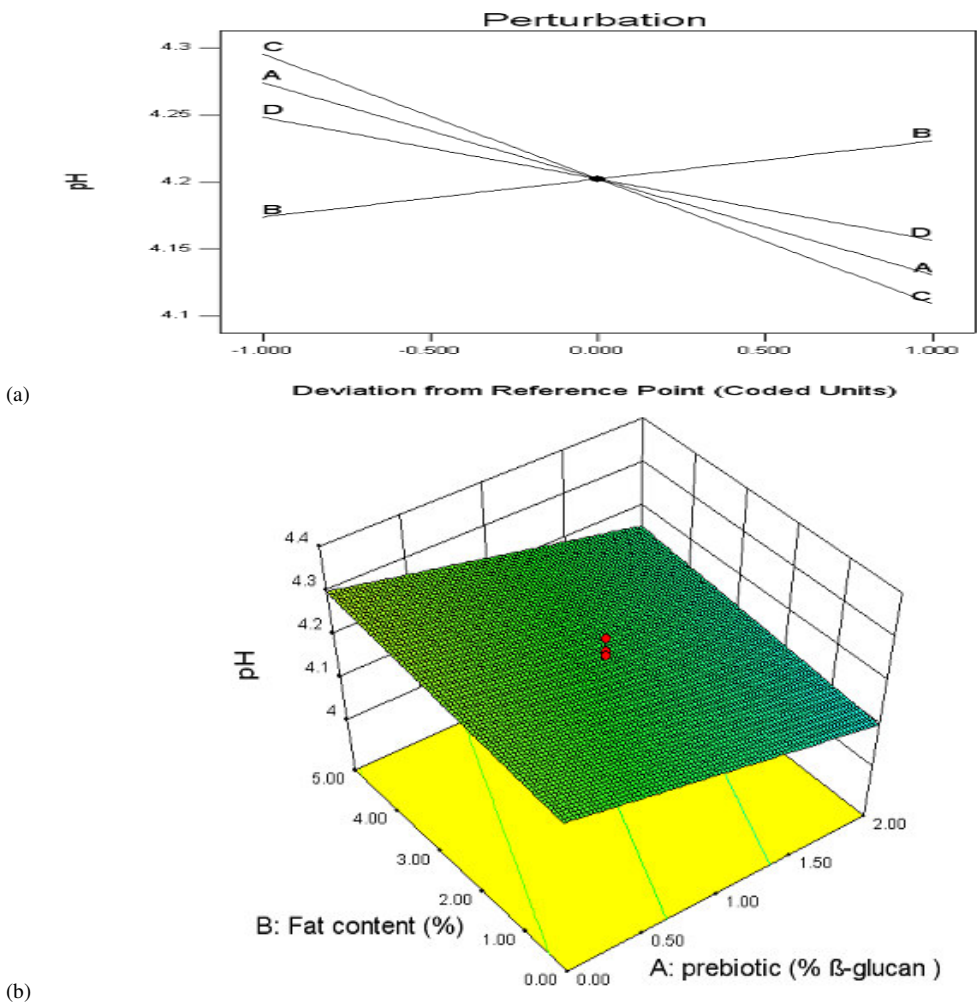 Perturbation
4.3
4.25
4.2
4.15
4.1
pH
C
A
D
B
B
D
A
C
-1.000 -0.500 0.000 0.500 1.000
(a)
Deviation from Reference Point (Coded Units)
4.4
4.3
4.2
4.1
4
pH
5.00
4.00
3.00
2.00
1.00
0.00
0.00
0.50
1.00
1.50
2.00
B: Fat content (%)
A: prebiotic (% ß-glucan )
(b)